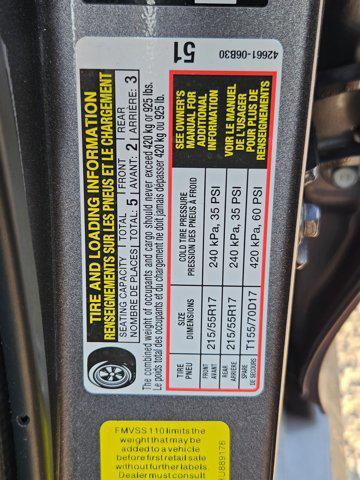 TIRE AND LOADING INFORMATION
RENSEIGNEMENTS SUR LES PNEUS ET LE CHARGEMENT
SEATING CAPACITY | TOTAL | FRONT | REAR
NOMBRE DE PLACES | TOTAL: 5 | AVANT: 2 | ARRIÈRE: 3
The combined weight of occupants and cargo should never exceed 420 kg or 925 lbs.
Le poids total des occupants et du chargement ne doit jamais dépasser 420 kg ou 925 lb.
TIRE SIZE COLD TIRE PRESSURE
PNEU DIMENSIONS PRESSION DES PNEUS À FROID
FRONT 215/55R17 240 kPa, 35 PSI
AVANT
REAR 215/55R17 240 kPa, 35 PSI
ARRIÈRE
SPARE T155/70D17 420 kPa, 60 PSI
DE SECOURS
SEE OWNER'S
MANUAL FOR
ADDITIONAL
INFORMATION
VOIR LE MANUEL
DE L'USAGER
POUR PLUS DE
RENSEIGNEMENTS
51 42661-06B30
FMVSS 110 limits the
weight that may be
added to a vehicle
before first retail sale
without recalculating
Dealer must consult
889176